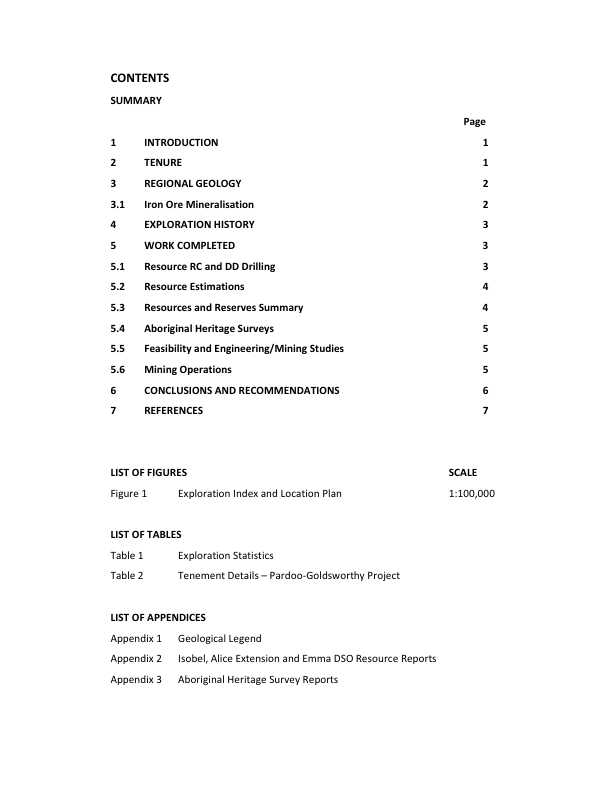 CONTENTS
SUMMARY
Page
1 INTRODUCTION 1
2 TENURE 1
3 REGIONAL GEOLOGY 2
3.1 Iron Ore Mineralisation 2
4 EXPLORATION HISTORY 3
5 WORK COMPLETED 3
5.1 Resource RC and DD Drilling 3
5.2 Resource Estimations 4
5.3 Resources and Reserves Summary 4
5.4 Aboriginal Heritage Surveys 5
5.5 Feasibility and Engineering/Mining Studies 5
5.6 Mining Operations 5
6 CONCLUSIONS AND RECOMMENDATIONS 6
7 REFERENCES 7
LIST OF FIGURES SCALE
Figure 1 Exploration Index and Location Plan 1:100,000
LIST OF TABLES
Table 1 Exploration Statistics
Table 2 Tenement Details – Pardoo-Goldsworthy Project
LIST OF APPENDICES
Appendix 1 Geological Legend
Appendix 2 Isobel, Alice Extension and Emma DSO Resource Reports
Appendix 3 Aboriginal Heritage Survey Reports